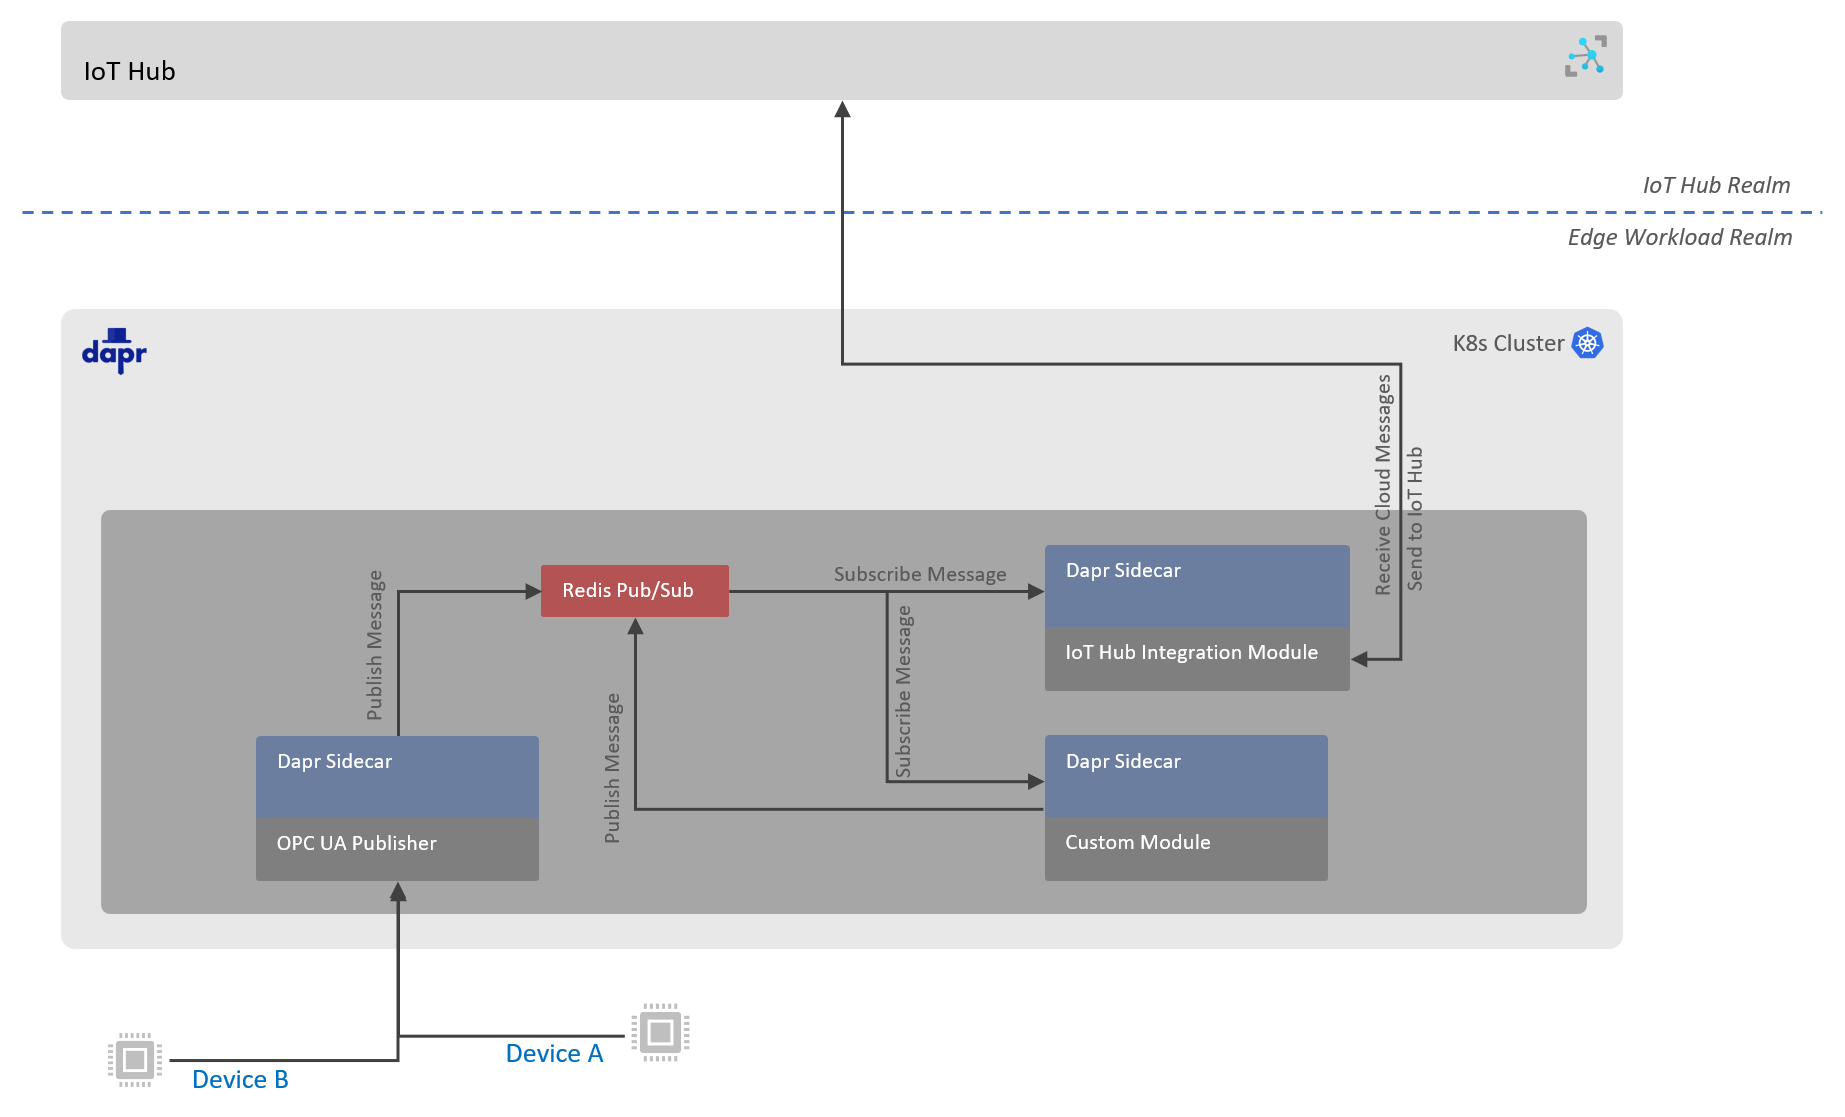 IoT Hub
IoT Hub Realm
Edge Workload Realm
dapr
K8s Cluster
Receive Cloud Messages
Send to IoT Hub
Publish Message
Redis Pub/Sub
Subscribe Message
Dapr Sidecar
IoT Hub Integration Module
Subscribe Message
Publish Message
Dapr Sidecar
OPC UA Publisher
Dapr Sidecar
Custom Module
Device A
Device B